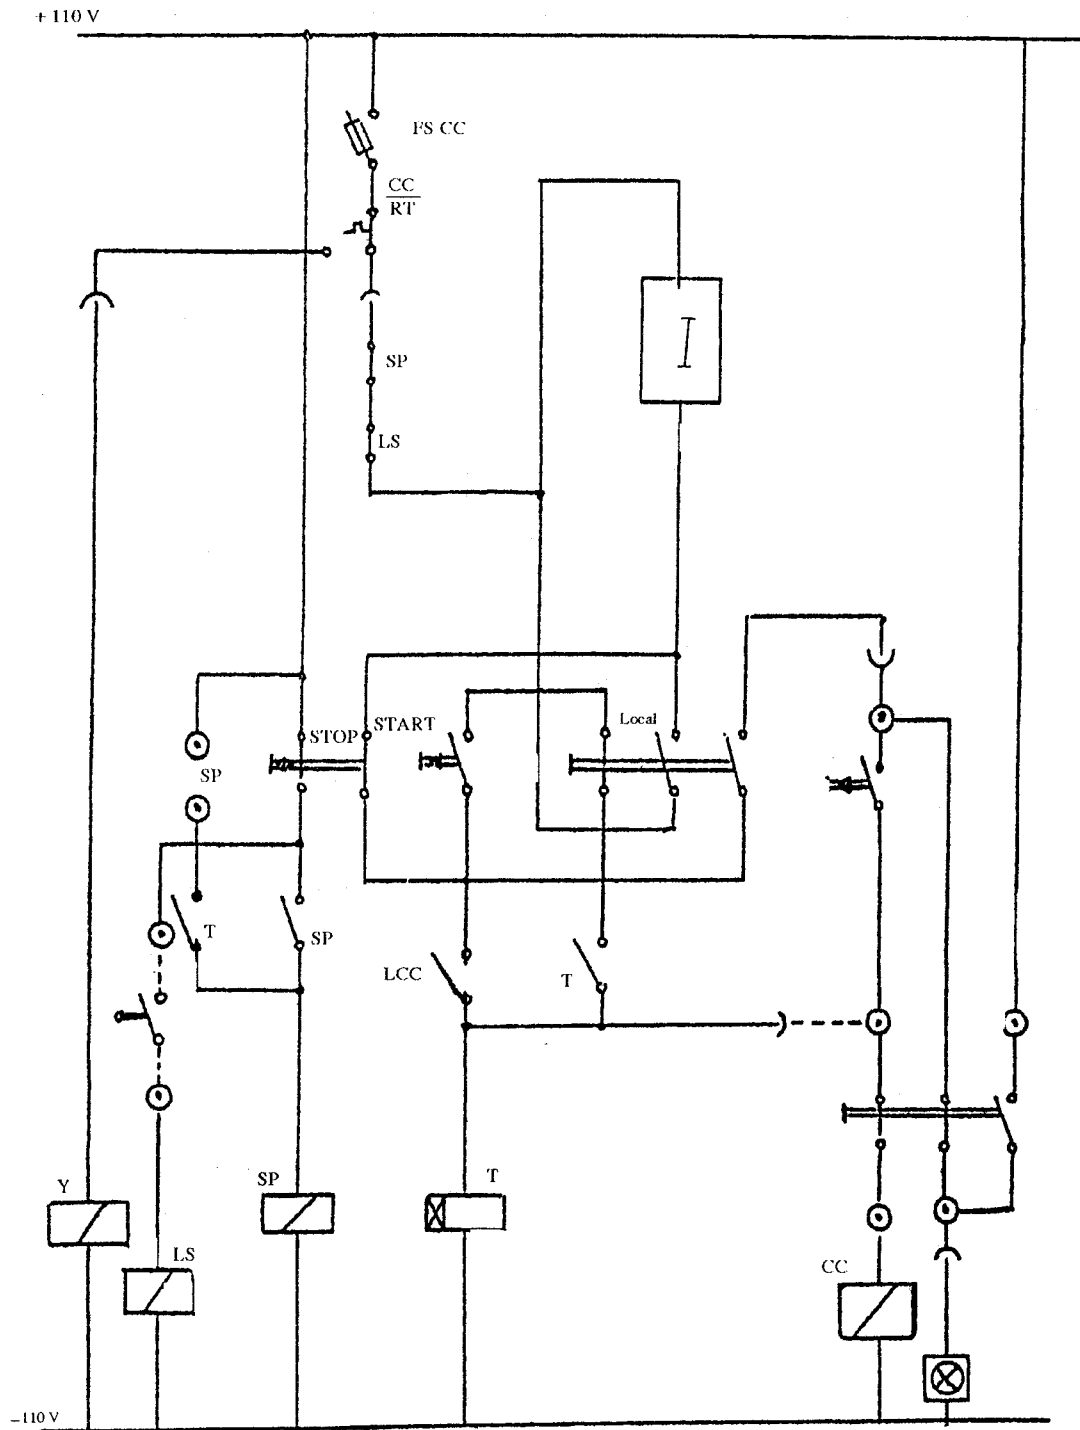 + 110 V
FS CC
CC
RT
SP
LS
I
STOP
START
Local
SP
T
SP
LCC
T
Y
SP
T
LS
CC
–110 V